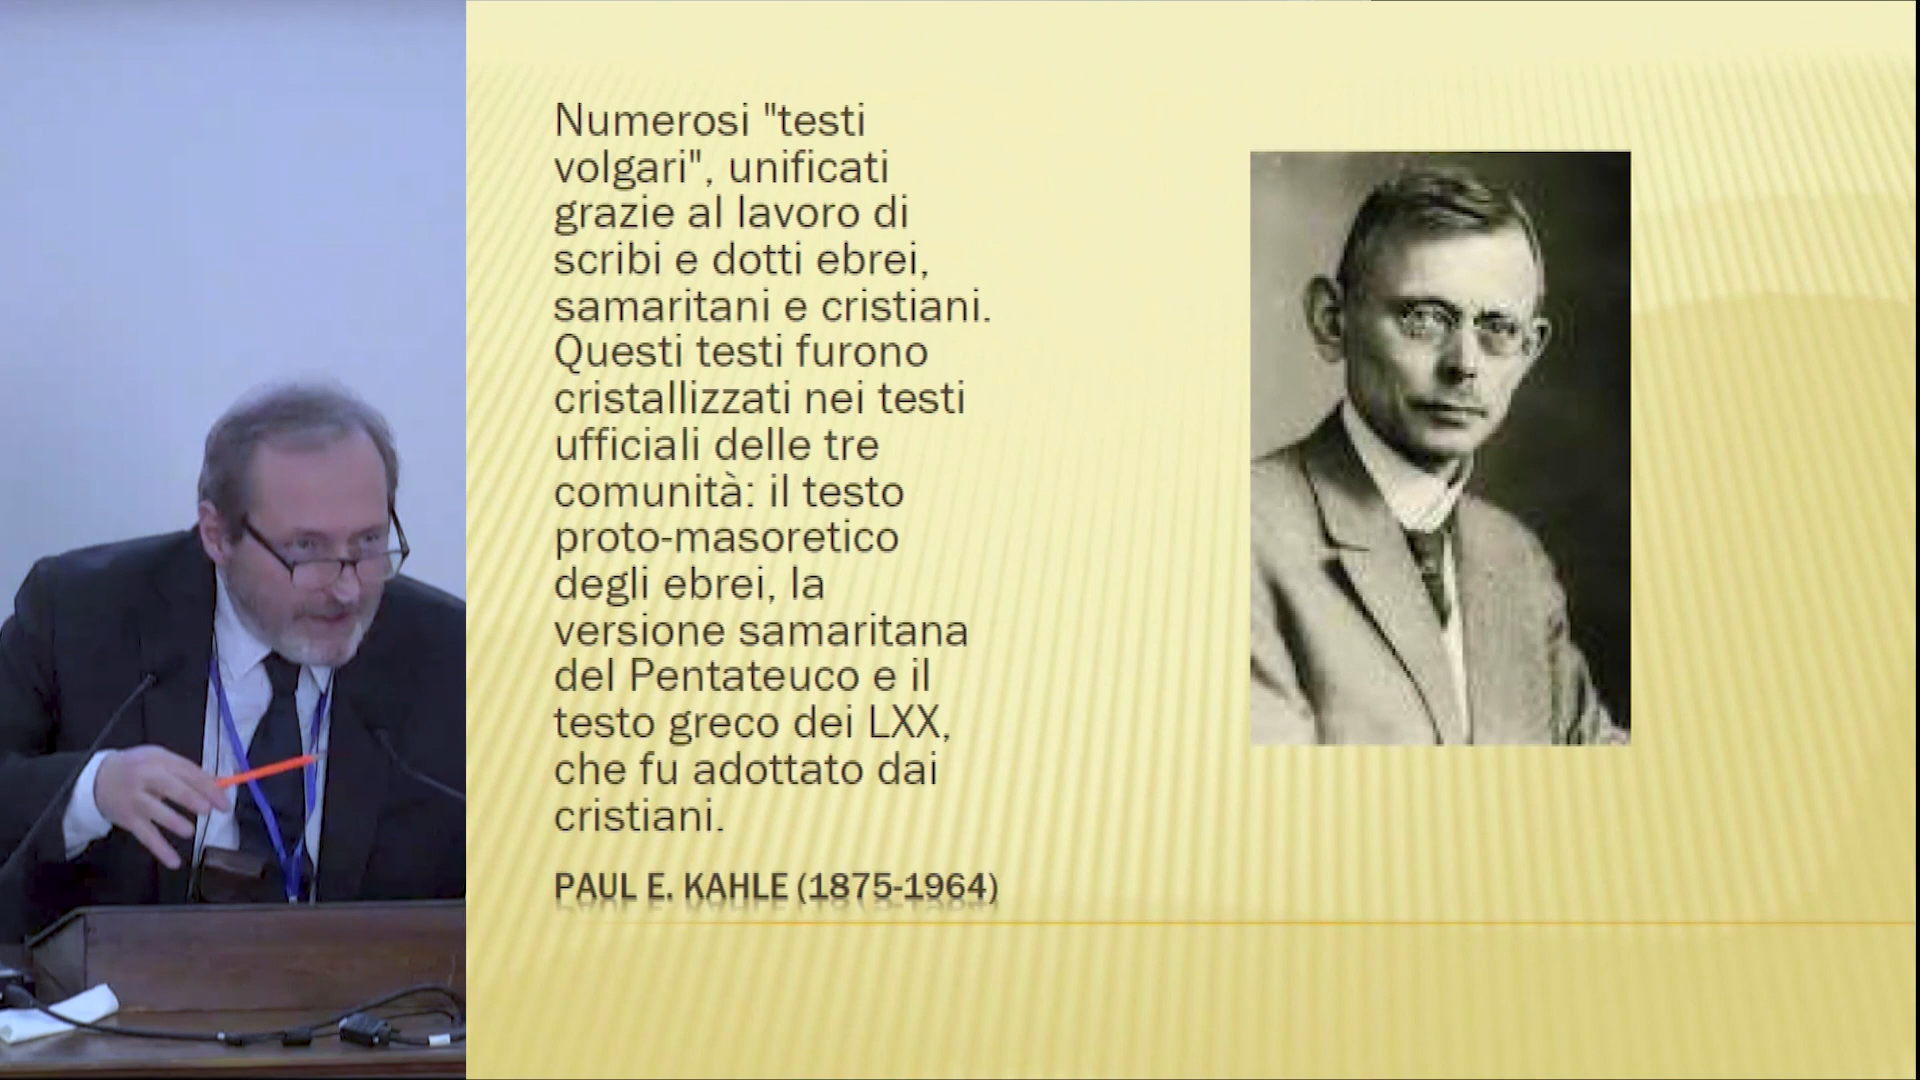 Numerosi "testi
volgari", unificati
grazie al lavoro di
scribi e dotti ebrei,
samaritani e cristiani.
Questi testi furono
cristallizzati nei testi
ufficiali delle tre
comunità: il testo
proto-masoretico
degli ebrei, la
versione samaritana
del Pentateuco e il
testo greco dei LXX,
che fu adottato dai
cristiani.
PAUL E. KAHLE (1875-1964)